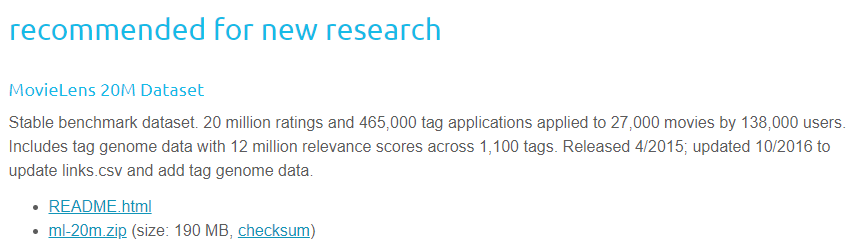 recommended for new research
MovieLens 20M Dataset
Stable benchmark dataset. 20 million ratings and 465,000 tag applications applied to 27,000 movies by 138,000 users.
Includes tag genome data with 12 million relevance scores across 1,100 tags. Released 4/2015; updated 10/2016 to
update links.csv and add tag genome data.
• README.html
• ml-20m.zip (size: 190 MB, checksum)